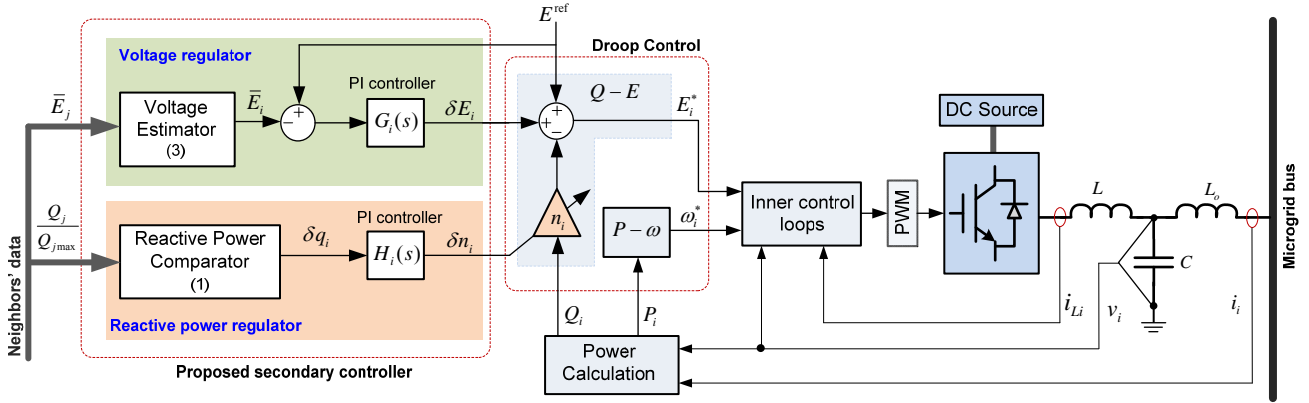 E^ref
Droop Control
Voltage regulator
PI controller
Q – E
E_i^*
DC Source
Ē_j
Voltage
Estimator
(3)
Ē_i
+
−
G_i(s)
δE_i
+
+
−
L
L_o
Inner control
loops
PWM
Q_j
Q_jmax
Reactive Power
Comparator
(1)
δq_i
PI controller
H_i(s)
δn_i
n_i
P – ω
ω_i^*
C
Reactive power regulator
Q_i
P_i
i_Li
v_i
i_i
Power
Calculation
Proposed secondary controller
Neighbors' data
Microgrid bus